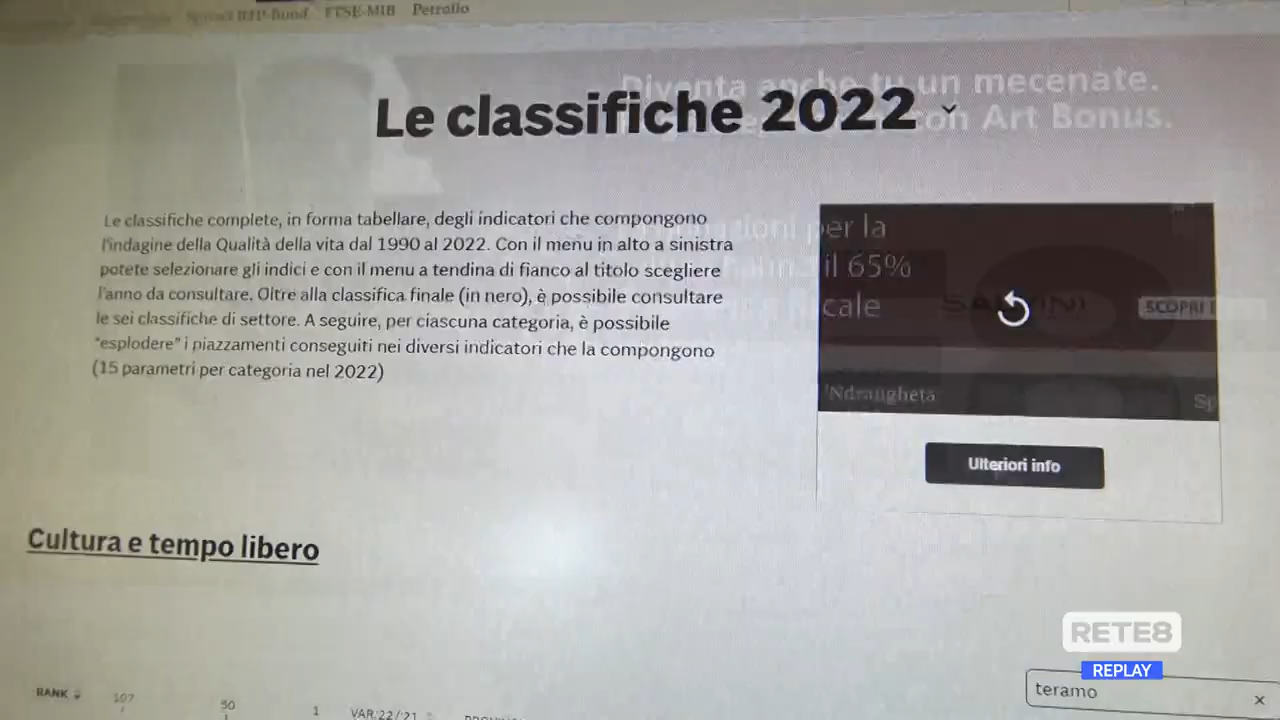 Spread BTP-Bund FTSE-MIB Petrolio
Diventa anche tu un mecenate.
Le classifiche 2022
con Art Bonus.
Le classifiche complete, in forma tabellare, degli indicatori che compongono
l'indagine della Qualità della vita dal 1990 al 2022. Con il menu in alto a sinistra
potete selezionare gli indici e con il menu a tendina di fianco al titolo scegliere
l'anno da consultare. Oltre alla classifica finale (in nero), è possibile consultare
le sei classifiche di settore. A seguire, per ciascuna categoria, è possibile
"esplodere" i piazzamenti conseguiti nei diversi indicatori che la compongono
(15 parametri per categoria nel 2022)
per la
il 65%
SCOPRI
'Ndrangheta
Ulteriori info
Cultura e tempo libero
RETE8
REPLAY
teramo ×
RANK 107 50 1 VAR.'22/'21